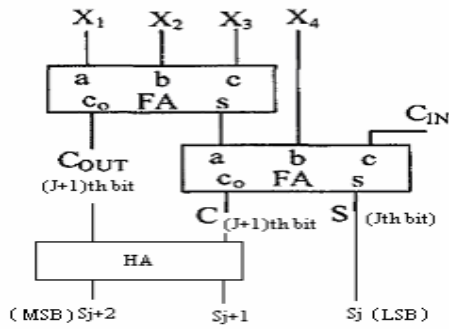 X1 X2 X3 X4
a b c
co FA s
CIN
COUT
(J+1)th bit
a b c
co FA s
C (J+1)th bit S (Jth bit)
HA
(MSB) Sj+2 Sj+1 Sj (LSB)